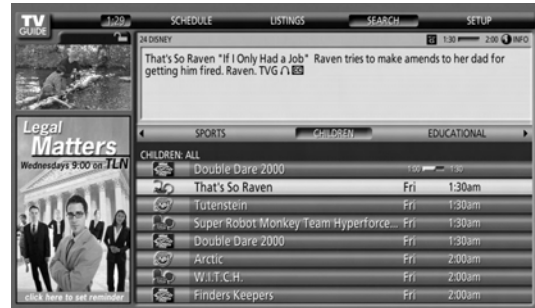 TV GUIDE
1:29
SCHEDULE LISTINGS SEARCH SETUP
24 DISNEY 1:30 2:00 INFO
That's So Raven "If I Only Had a Job" Raven tries to make amends to her dad for
getting him fired. Raven. TVG
Legal
Matters
Wednesdays 9:00 on TLN
click here to set reminder
SPORTS CHILDREN EDUCATIONAL
CHILDREN: ALL
Double Dare 2000 1:00 1:30
That's So Raven Fri 1:30am
Tutenstein Fri 1:30am
Super Robot Monkey Team Hyperforce... Fri 1:30am
Double Dare 2000 Fri 1:30am
Arctic Fri 2:00am
W.I.T.C.H. Fri 2:00am
Finders Keepers Fri 2:00am